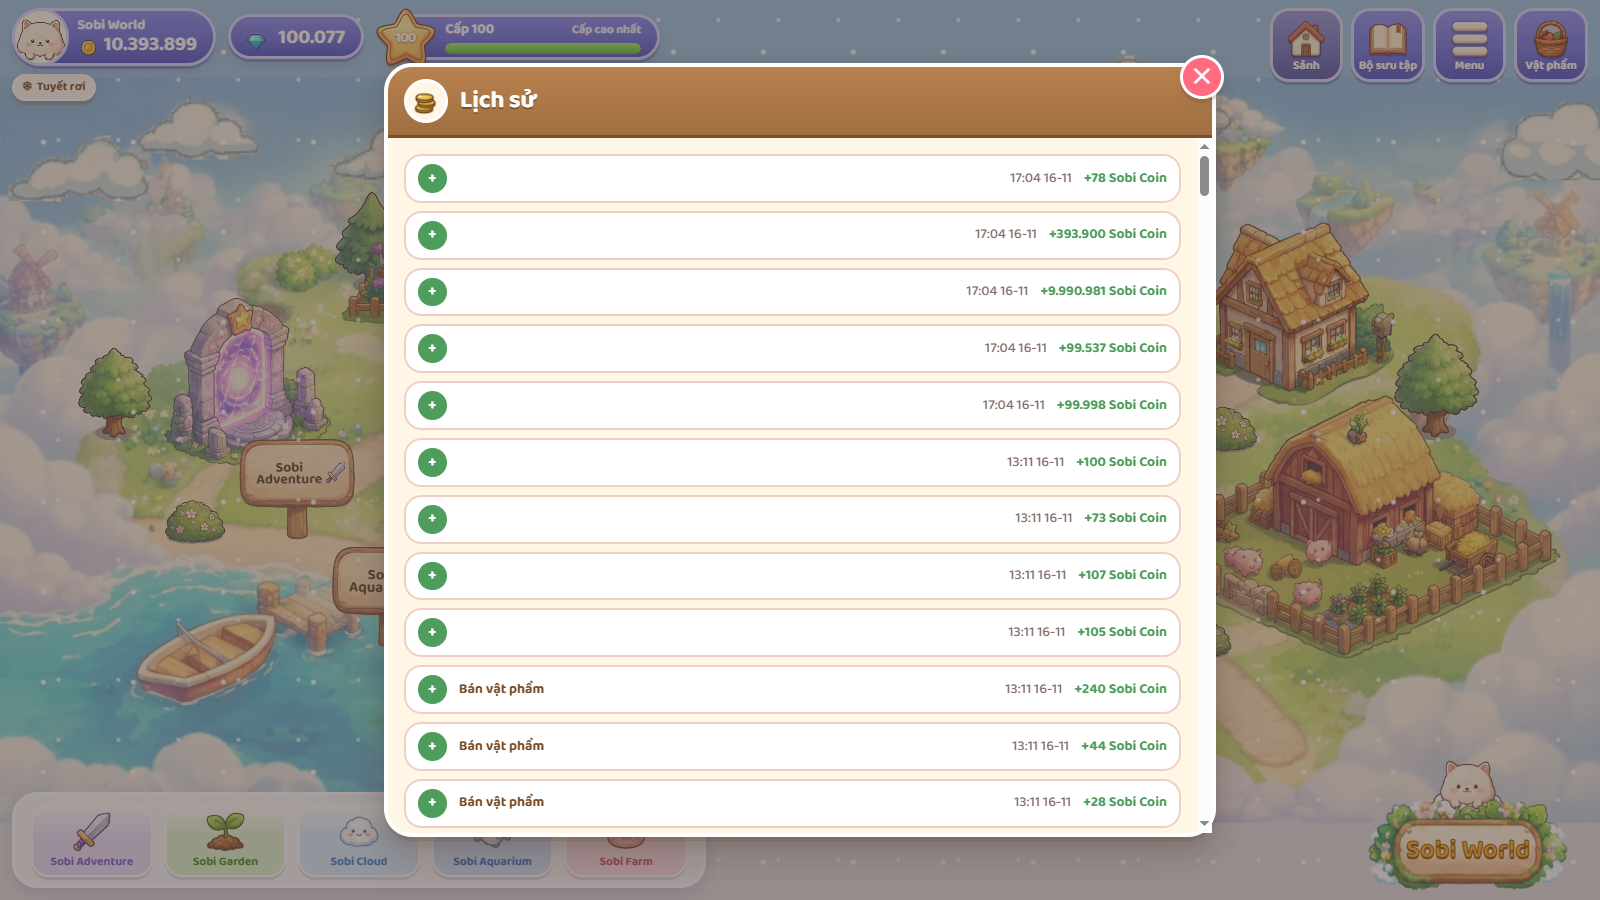 Sobi World
10.393.899
100.077
100
Cấp 100
Cấp cao nhất
Sảnh
Bộ sưu tập
Menu
Vật phẩm
❄ Tuyết rơi
Lịch sử
+ 17:04 16-11 +78 Sobi Coin
+ 17:04 16-11 +393.900 Sobi Coin
+ 17:04 16-11 +9.990.981 Sobi Coin
+ 17:04 16-11 +99.537 Sobi Coin
+ 17:04 16-11 +99.998 Sobi Coin
+ 13:11 16-11 +100 Sobi Coin
+ 13:11 16-11 +73 Sobi Coin
+ 13:11 16-11 +107 Sobi Coin
+ 13:11 16-11 +105 Sobi Coin
+ Bán vật phẩm 13:11 16-11 +240 Sobi Coin
+ Bán vật phẩm 13:11 16-11 +44 Sobi Coin
+ Bán vật phẩm 13:11 16-11 +28 Sobi Coin
Sobi
Adventure
So
Aqua
Sobi Adventure
Sobi Garden
Sobi Cloud
Sobi Aquarium
Sobi Farm
Sobi World